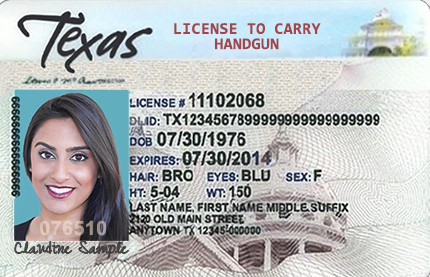 Texas
LICENSE TO CARRY
HANDGUN
LICENSE # 11102068
DL/ID: TX12345678999999999999999999
DOB 07/30/1976
EXPIRES: 07/30/2014
HAIR: BRO EYES: BLU SEX: F
HT: 5-04 WT: 150
LAST NAME, FIRST NAME MIDDLE SUFFIX
2120 OLD MAIN STREET
ANYTOWN TX 12345-000000
076510
Claudine Sample